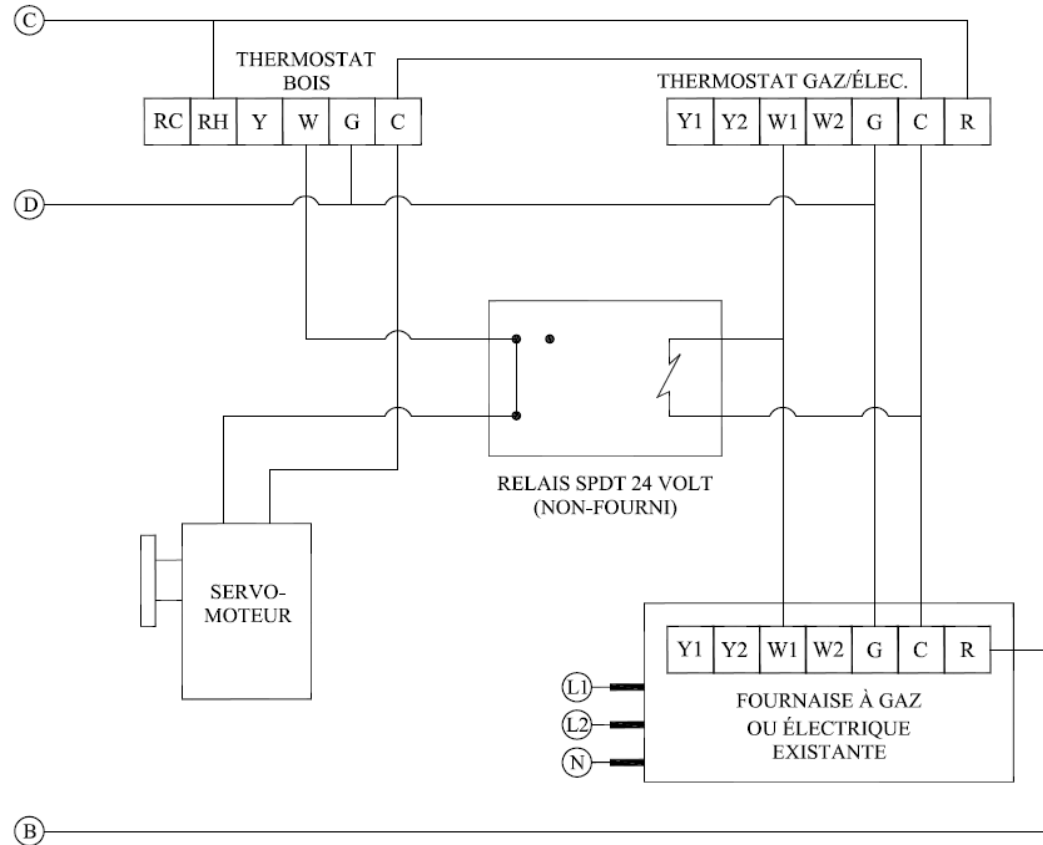 C
THERMOSTAT
BOIS
THERMOSTAT GAZ/ÉLEC.
RC RH Y W G C
Y1 Y2 W1 W2 G C R
D
RELAIS SPDT 24 VOLT
(NON-FOURNI)
SERVO-
MOTEUR
Y1 Y2 W1 W2 G C R
L1
L2
N
FOURNAISE À GAZ
OU ÉLECTRIQUE
EXISTANTE
B